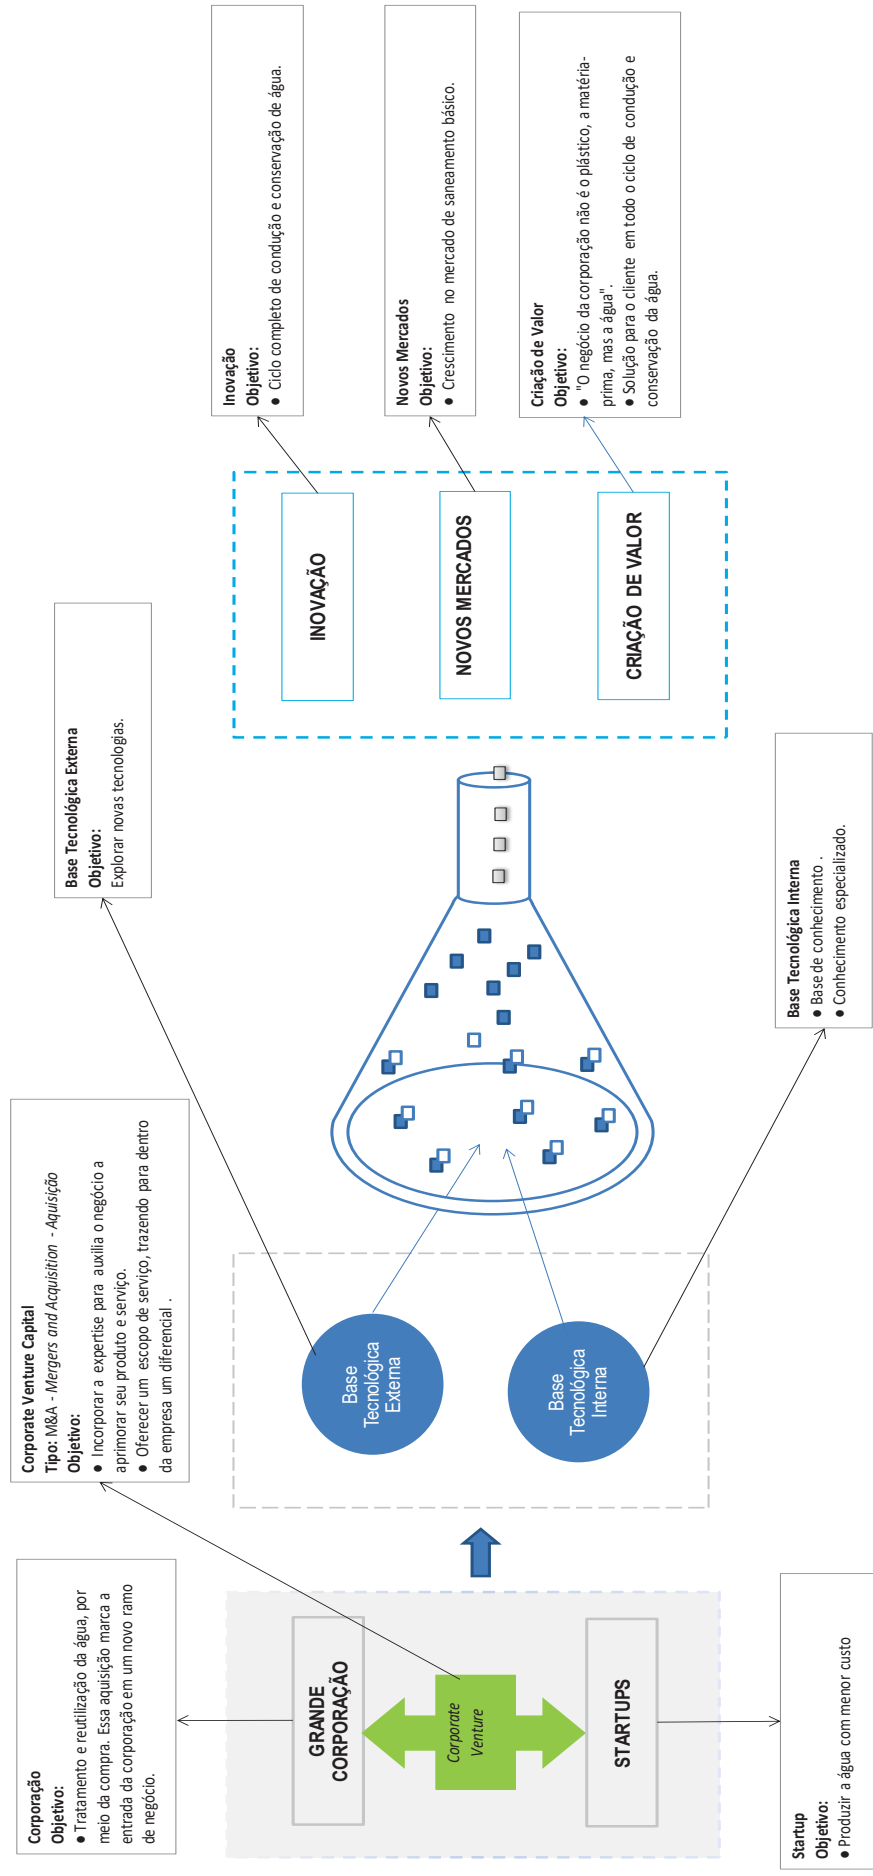 Corporação
Objetivo:
● Tratamento e reutilização da água, por
meio da compra. Essa aquisição marca a
entrada da corporação em um novo ramo
de negócio.
Corporate Venture Capital
Tipo: M&A - Mergers and Acquisition - Aquisição
Objetivo:
● Incorporar a expertise para auxilia o negócio a
aprimorar seu produto e serviço.
● Oferecer um escopo de serviço, trazendo para dentro
da empresa um diferencial .
Base Tecnológica Externa
Objetivo:
Explorar novas tecnologias.
Inovação
Objetivo:
● Ciclo completo de condução e conservação de água.
Novos Mercados
Objetivo:
● Crescimento no mercado de saneamento básico.
Criação de Valor
Objetivo:
● "O negócio da corporação não é o plástico, a matéria-
prima, mas a água".
● Solução para o cliente em todo o ciclo de condução e
conservação da água.
GRANDE
CORPORAÇÃO
Corporate
Venture
STARTUPS
Base
Tecnológica
Externa
Base
Tecnológica
Interna
INOVAÇÃO
NOVOS MERCADOS
CRIAÇÃO DE VALOR
Startup
Objetivo:
● Produzir a água com menor custo
Base Tecnológica Interna
● Base de conhecimento .
● Conhecimento especializado.